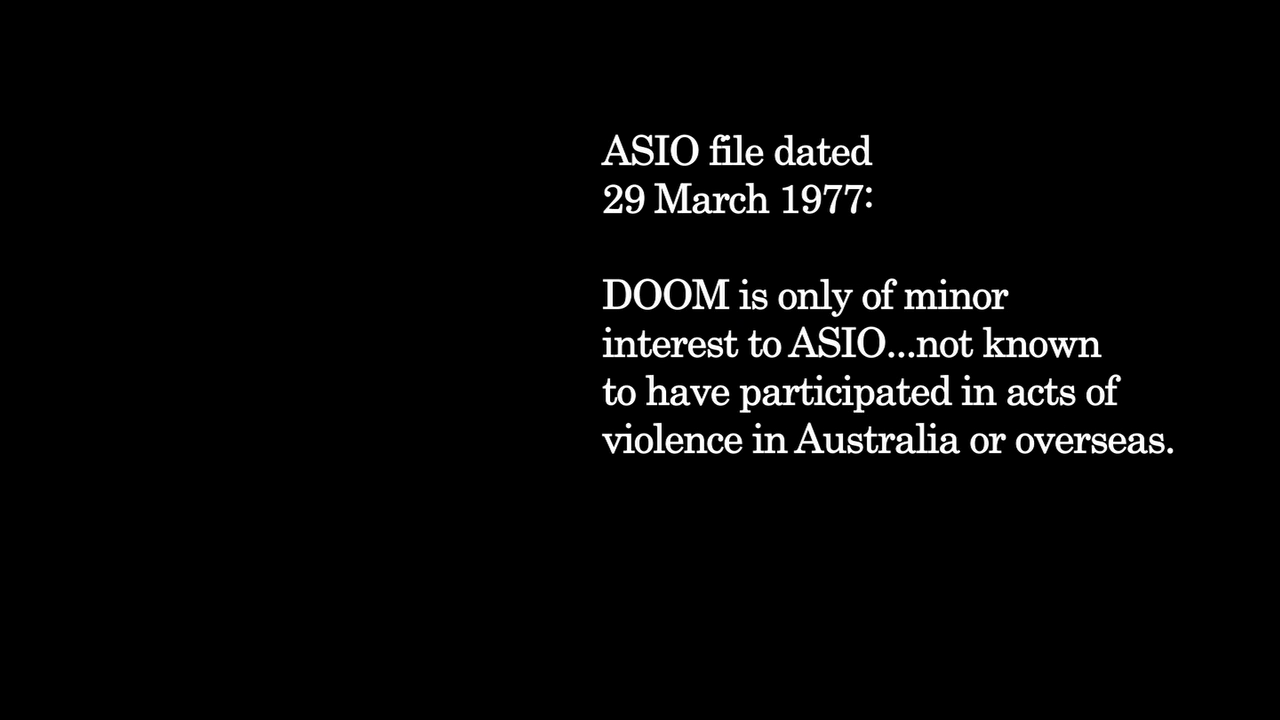 ASIO file dated
29 March 1977:
DOOM is only of minor
interest to ASIO...not known
to have participated in acts of
violence in Australia or overseas.